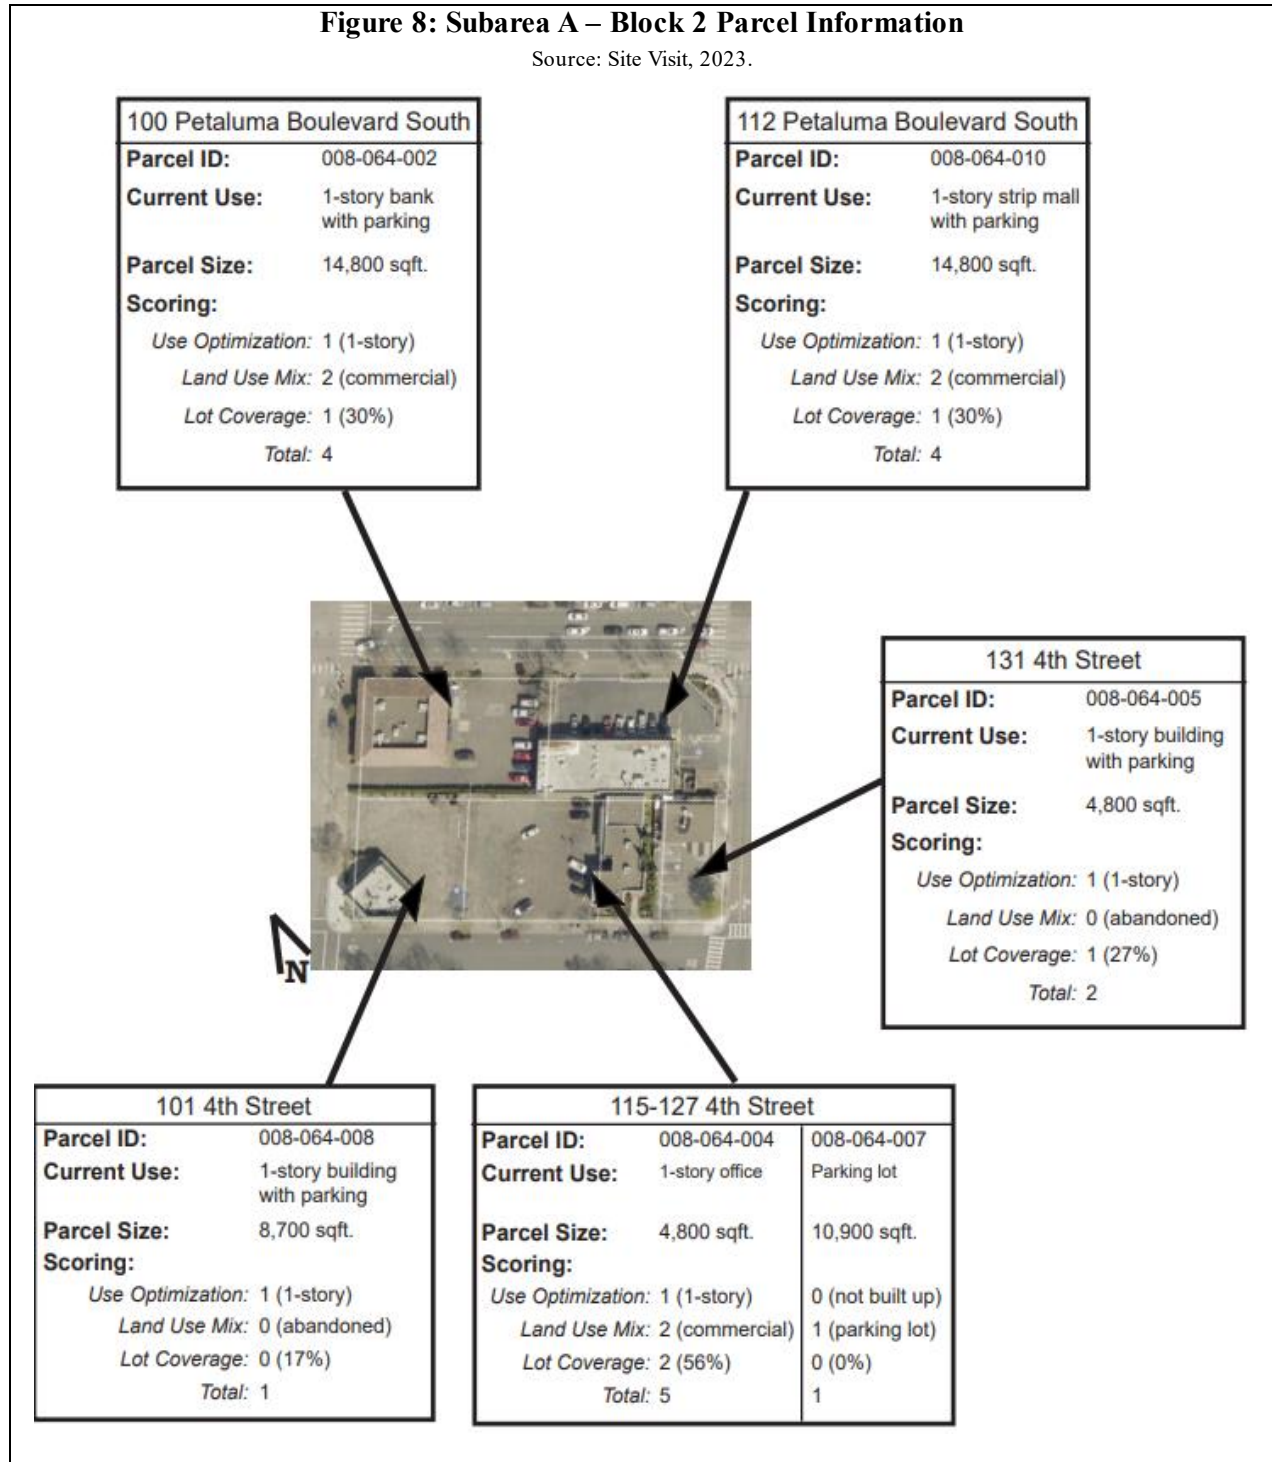 Figure 8: Subarea A – Block 2 Parcel Information
Source: Site Visit, 2023.
100 Petaluma Boulevard South
Parcel ID: 008-064-002
Current Use: 1-story bank
with parking
Parcel Size: 14,800 sqft.
Scoring:
Use Optimization: 1 (1-story)
Land Use Mix: 2 (commercial)
Lot Coverage: 1 (30%)
Total: 4
112 Petaluma Boulevard South
Parcel ID: 008-064-010
Current Use: 1-story strip mall
with parking
Parcel Size: 14,800 sqft.
Scoring:
Use Optimization: 1 (1-story)
Land Use Mix: 2 (commercial)
Lot Coverage: 1 (30%)
Total: 4
131 4th Street
Parcel ID: 008-064-005
Current Use: 1-story building
with parking
Parcel Size: 4,800 sqft.
Scoring:
Use Optimization: 1 (1-story)
Land Use Mix: 0 (abandoned)
Lot Coverage: 1 (27%)
Total: 2
N
101 4th Street
Parcel ID: 008-064-008
Current Use: 1-story building
with parking
Parcel Size: 8,700 sqft.
Scoring:
Use Optimization: 1 (1-story)
Land Use Mix: 0 (abandoned)
Lot Coverage: 0 (17%)
Total: 1
115-127 4th Street
Parcel ID: 008-064-004 008-064-007
Current Use: 1-story office Parking lot
Parcel Size: 4,800 sqft. 10,900 sqft.
Scoring:
Use Optimization: 1 (1-story) 0 (not built up)
Land Use Mix: 2 (commercial) 1 (parking lot)
Lot Coverage: 2 (56%) 0 (0%)
Total: 5 1